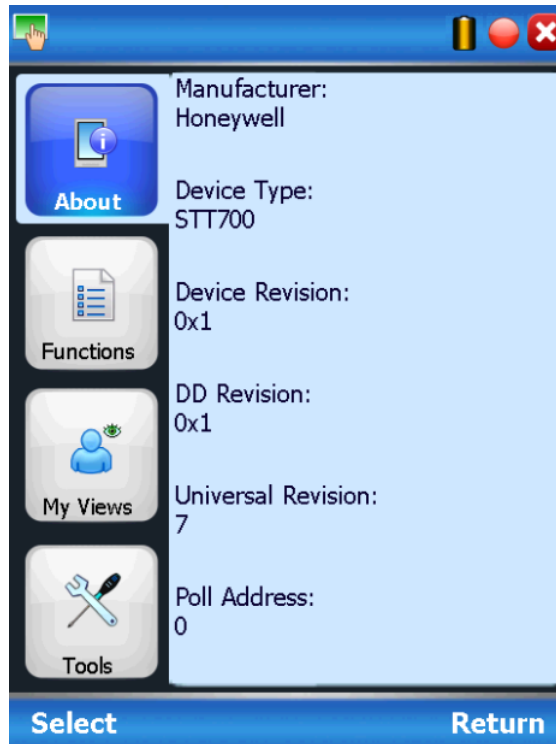 About
Functions
My Views
Tools
Manufacturer:
Honeywell
Device Type:
STT700
Device Revision:
0x1
DD Revision:
0x1
Universal Revision:
7
Poll Address:
0
Select
Return